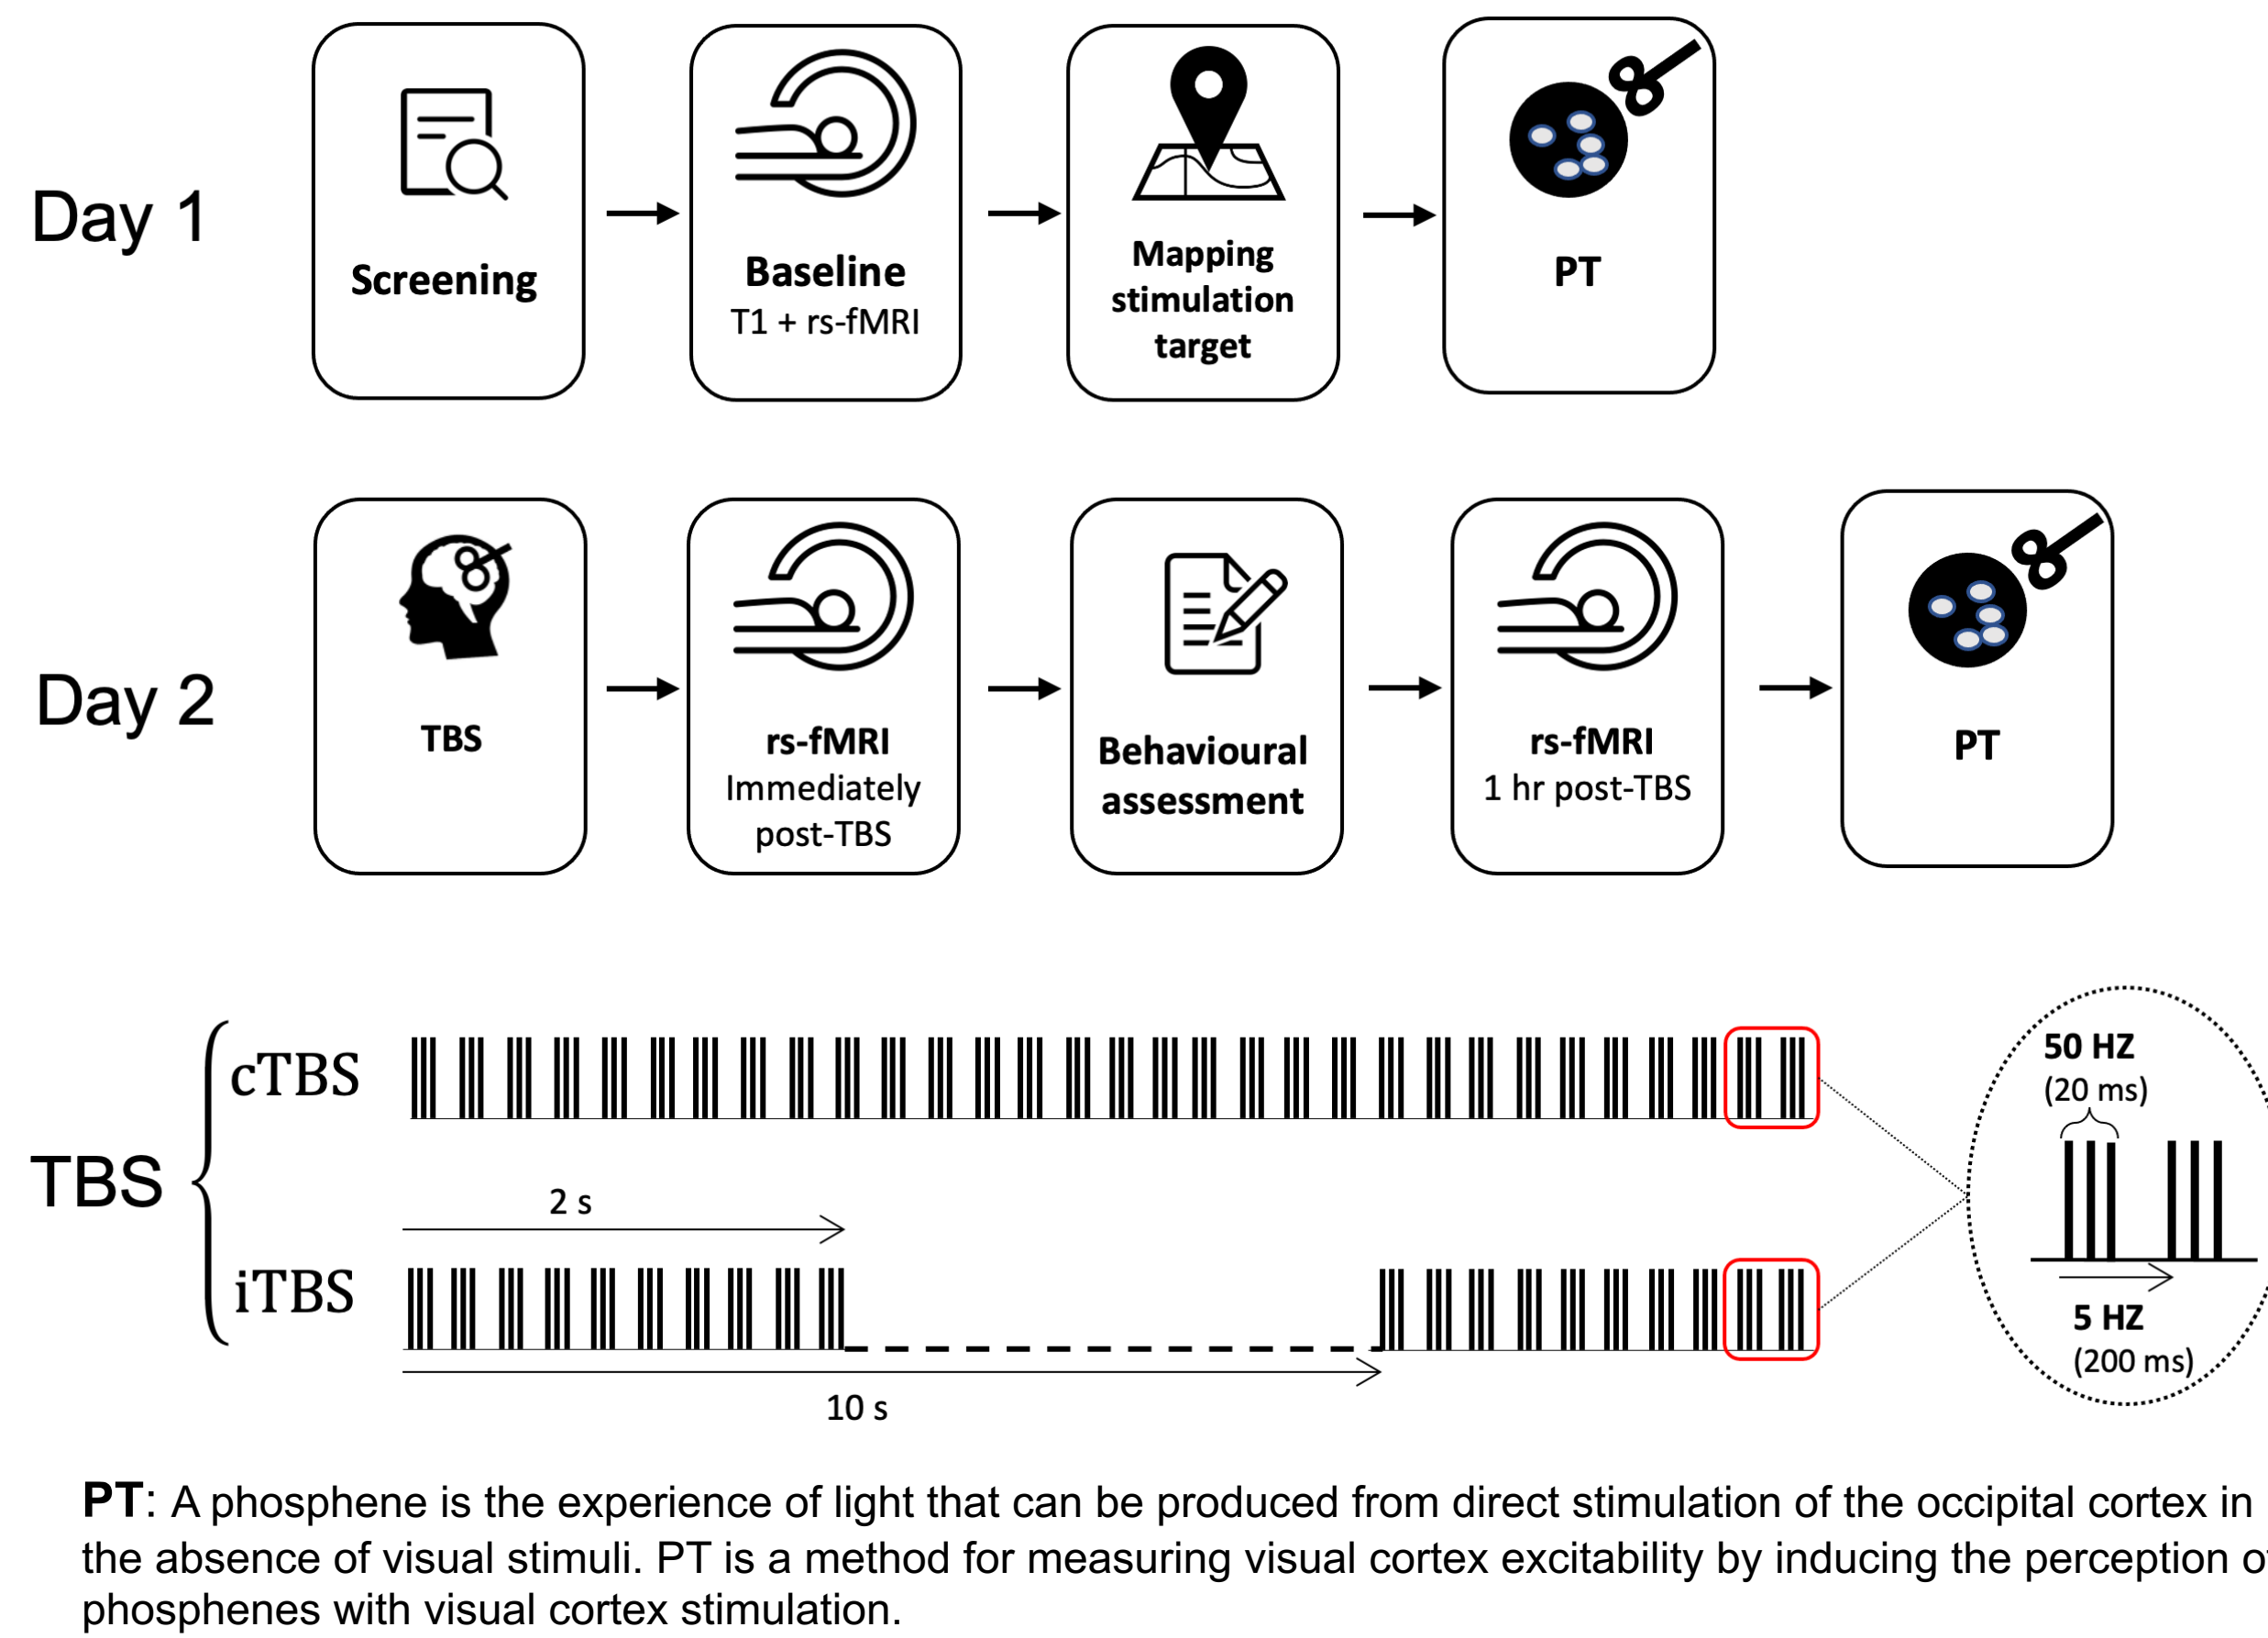 Day 1
Screening
Baseline
T1 + rs-fMRI
Mapping
stimulation
target
PT
Day 2
TBS
rs-fMRI
Immediately
post-TBS
Behavioural
assessment
rs-fMRI
1 hr post-TBS
PT
TBS
cTBS
2 s
iTBS
10 s
50 HZ
(20 ms)
5 HZ
(200 ms)
PT: A phosphene is the experience of light that can be produced from direct stimulation of the occipital cortex in
the absence of visual stimuli. PT is a method for measuring visual cortex excitability by inducing the perception of
phosphenes with visual cortex stimulation.